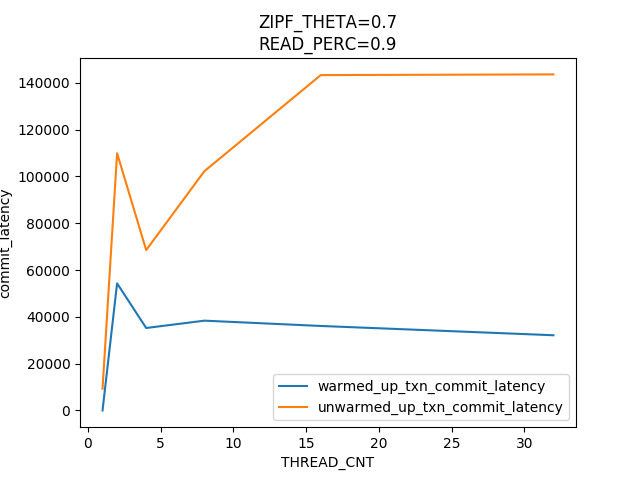 ZIPF_THETA=0.7
READ_PERC=0.9
140000
120000
100000
80000
60000
40000
20000
0
commit_latency
warmed_up_txn_commit_latency
unwarmed_up_txn_commit_latency
0 5 10 15 20 25 30
THREAD_CNT